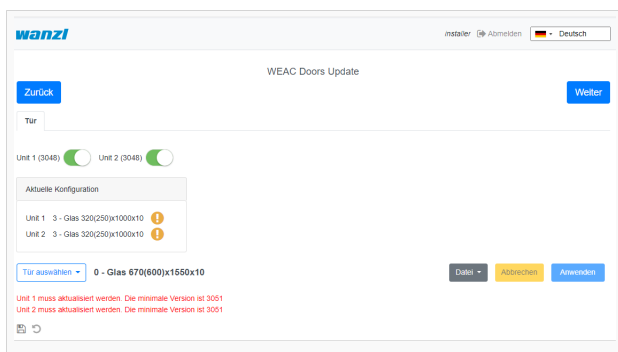 wanzl
installer Abmelden Deutsch
WEAC Doors Update
Zurück Weiter
Tür
Unit 1 (3048) Unit 2 (3048)
Aktuelle Konfiguration
Unit 1 3 - Glas 320(250)x1000x10
Unit 2 3 - Glas 320(250)x1000x10
Tür auswählen 0 - Glas 670(600)x1550x10 Datei Abbrechen Anwenden
Unit 1 muss aktualisiert werden. Die minimale Version ist 3051
Unit 2 muss aktualisiert werden. Die minimale Version ist 3051